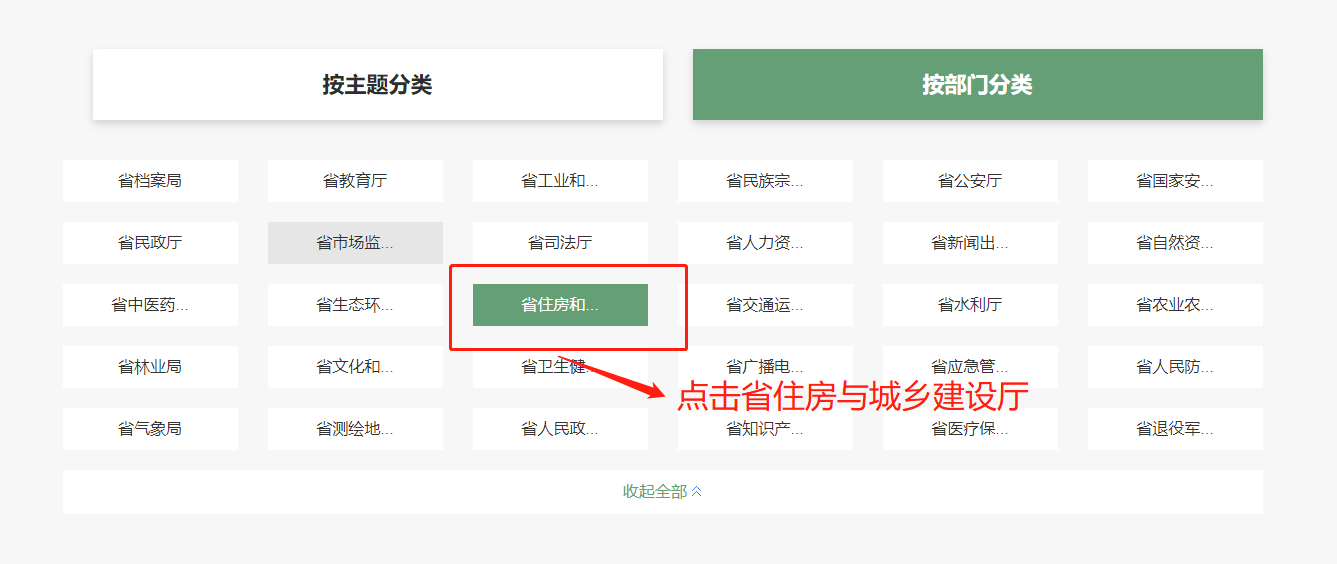 按主题分类 按部门分类
省档案局 省教育厅 省工业和... 省民族宗... 省公安厅 省国家安...
省民政厅 省市场监... 省司法厅 省人力资... 省新闻出... 省自然资...
省中医药... 省生态环... 省住房和... 省交通运... 省水利厅 省农业农...
省林业局 省文化和... 省卫生健... 省广播电... 省应急管... 省人民防...
点击省住房与城乡建设厅
省气象局 省测绘地... 省人民政... 省知识产... 省医疗保... 省退役军...
收起全部